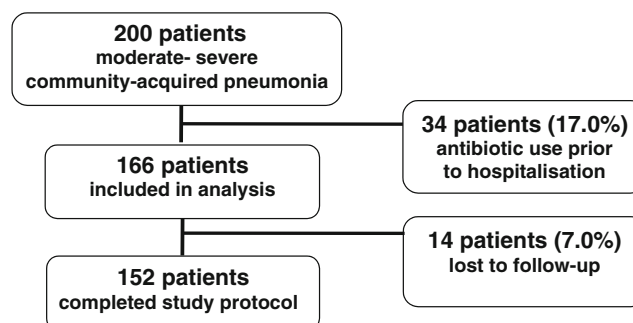 200 patients
moderate- severe
community-acquired pneumonia
34 patients (17.0%)
antibiotic use prior
to hospitalisation
166 patients
included in analysis
14 patients (7.0%)
lost to follow-up
152 patients
completed study protocol